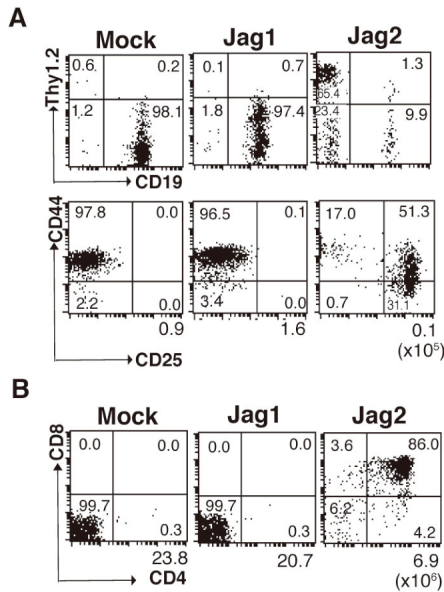 A
Mock Jag1 Jag2
Thy1.2
0.6 0.2 0.1 0.7 65.4 1.3
1.2 98.1 1.8 97.4 23.4 9.9
CD19
CD44
97.8 0.0 96.5 0.1 17.0 51.3
2.2 0.0 3.4 0.0 0.7 31.1
0.9 1.6 0.1
CD25 (x10⁵)
B
Mock Jag1 Jag2
CD8
0.0 0.0 0.0 0.0 3.6 86.0
99.7 0.3 99.7 0.3 6.2 4.2
23.8 20.7 6.9
CD4 (x10⁶)